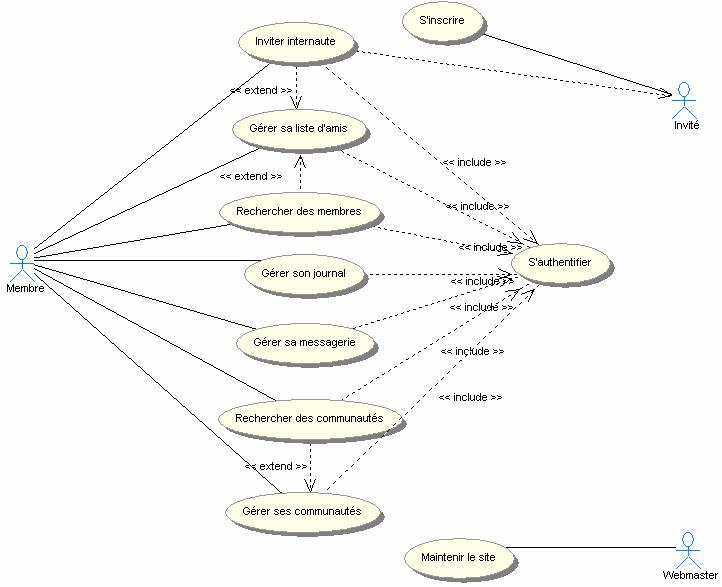 S'inscrire
Inviter internaute
<< extend >>
Invité
Gérer sa liste d'amis
<< include >>
<< extend >>
Rechercher des membres
<< include >>
<< include >>
Membre
Gérer son journal
S'authentifier
<< include >>
<< include >>
Gérer sa messagerie
<< include >>
<< include >>
Rechercher des communautés
<< extend >>
Gérer ses communautés
Maintenir le site
Webmaster